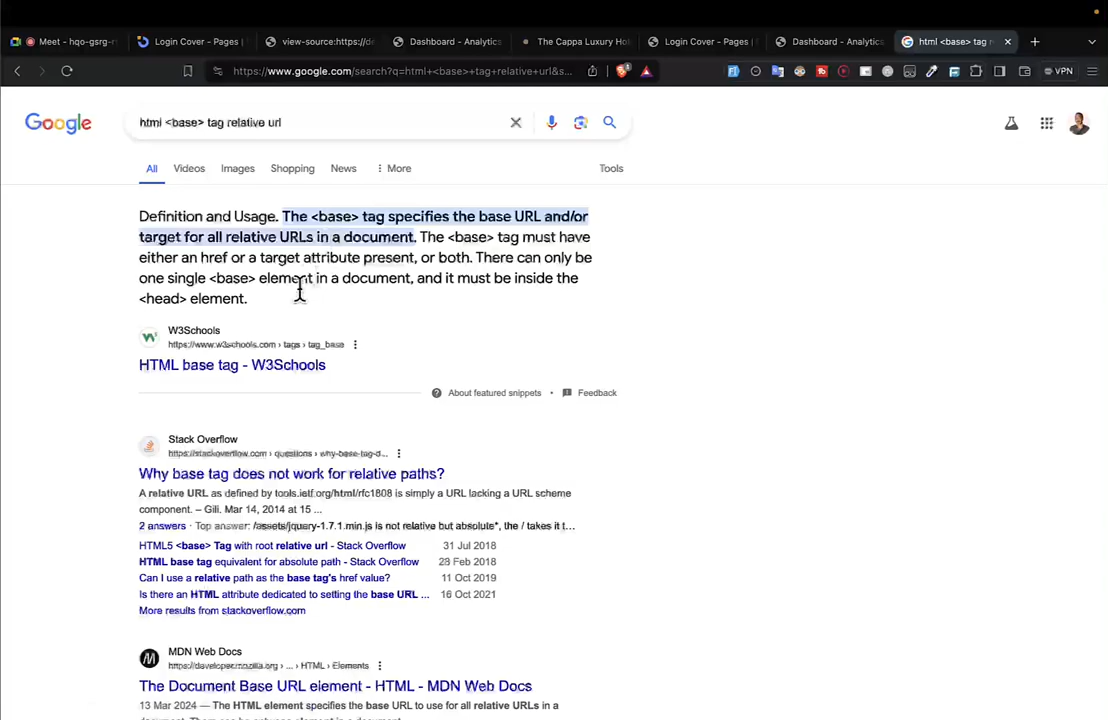 Meet - hqo-gsrg-r
Login Cover - Pages |
view-source:https://de
Dashboard - Analytics
The Cappa Luxury Ho
Login Cover - Pages |
Dashboard - Analytics
html <base> tag re
https://www.google.com/search?q=html+<base>+tag+relative+url&s...
VPN
Google
html <base> tag relative url
All
Videos
Images
Shopping
News
More
Tools
Definition and Usage. The <base> tag specifies the base URL and/or
target for all relative URLs in a document. The <base> tag must have
either an href or a target attribute present, or both. There can only be
one single <base> element in a document, and it must be inside the
<head> element.
W3Schools
https://www.w3schools.com › tags › tag_base
HTML base tag - W3Schools
About featured snippets
•
Feedback
Stack Overflow
https://stackoverflow.com › questions › why-base-tag-d...
Why base tag does not work for relative paths?
A relative URL as defined by tools.ietf.org/html/rfc1808 is simply a URL lacking a URL scheme
component. – Gili. Mar 14, 2014 at 15 ...
2 answers · Top answer: /assets/jquery-1.7.1.min.js is not relative but absolute*, the / takes it t...
HTML5 <base> Tag with root relative url - Stack Overflow
31 Jul 2018
HTML base tag equivalent for absolute path - Stack Overflow
28 Feb 2018
Can I use a relative path as the base tag's href value?
11 Oct 2019
Is there an HTML attribute dedicated to setting the base URL ...
16 Oct 2021
More results from stackoverflow.com
MDN Web Docs
https://developer.mozilla.org › ... › HTML › Elements
The Document Base URL element - HTML - MDN Web Docs
13 Mar 2024 — The HTML element specifies the base URL to use for all relative URLs in a